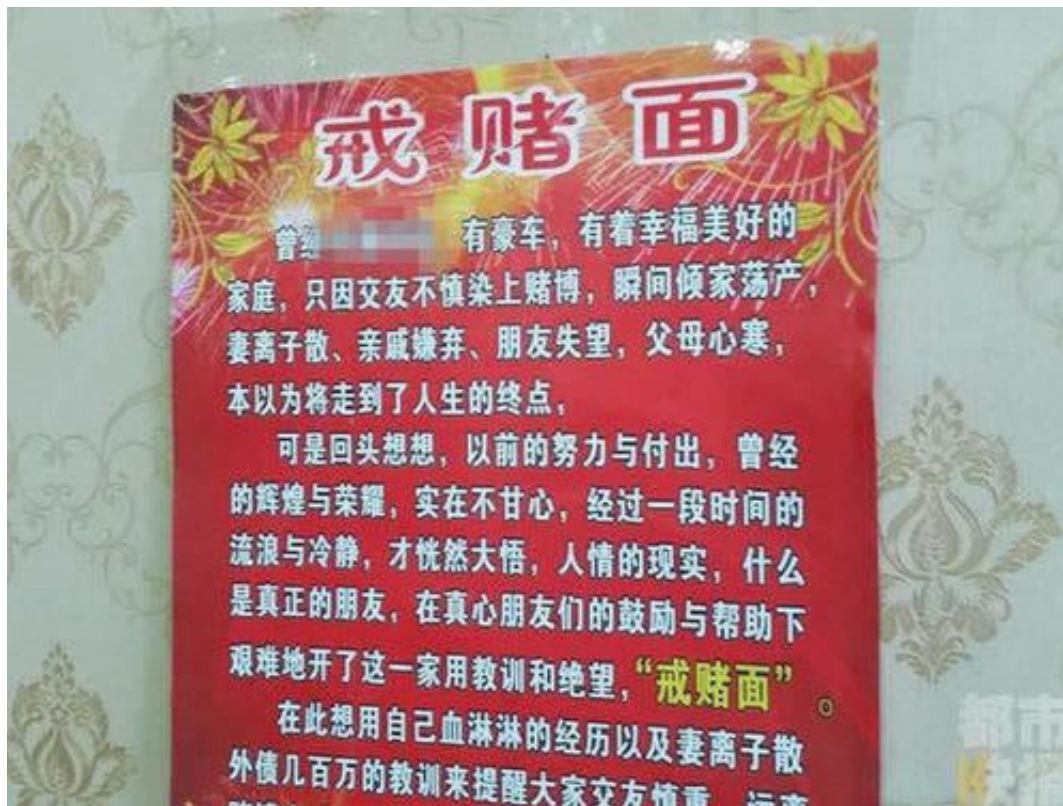 戒赌面
曾经 有豪车，有着幸福美好的
家庭，只因交友不慎染上赌博，瞬间倾家荡产，
妻离子散、亲戚嫌弃、朋友失望，父母心寒，
本以为将走到了人生的终点，
可是回头想想，以前的努力与付出，曾经
的辉煌与荣耀，实在不甘心，经过一段时间的
流浪与冷静，才恍然大悟，人情的现实，什么
是真正的朋友，在真心朋友们的鼓励与帮助下
艰难地开了这一家用教训和绝望，“戒赌面”。
在此想用自己血淋淋的经历以及妻离子散
外债几百万的教训来提醒大家交友慎重，远离
都市
快报